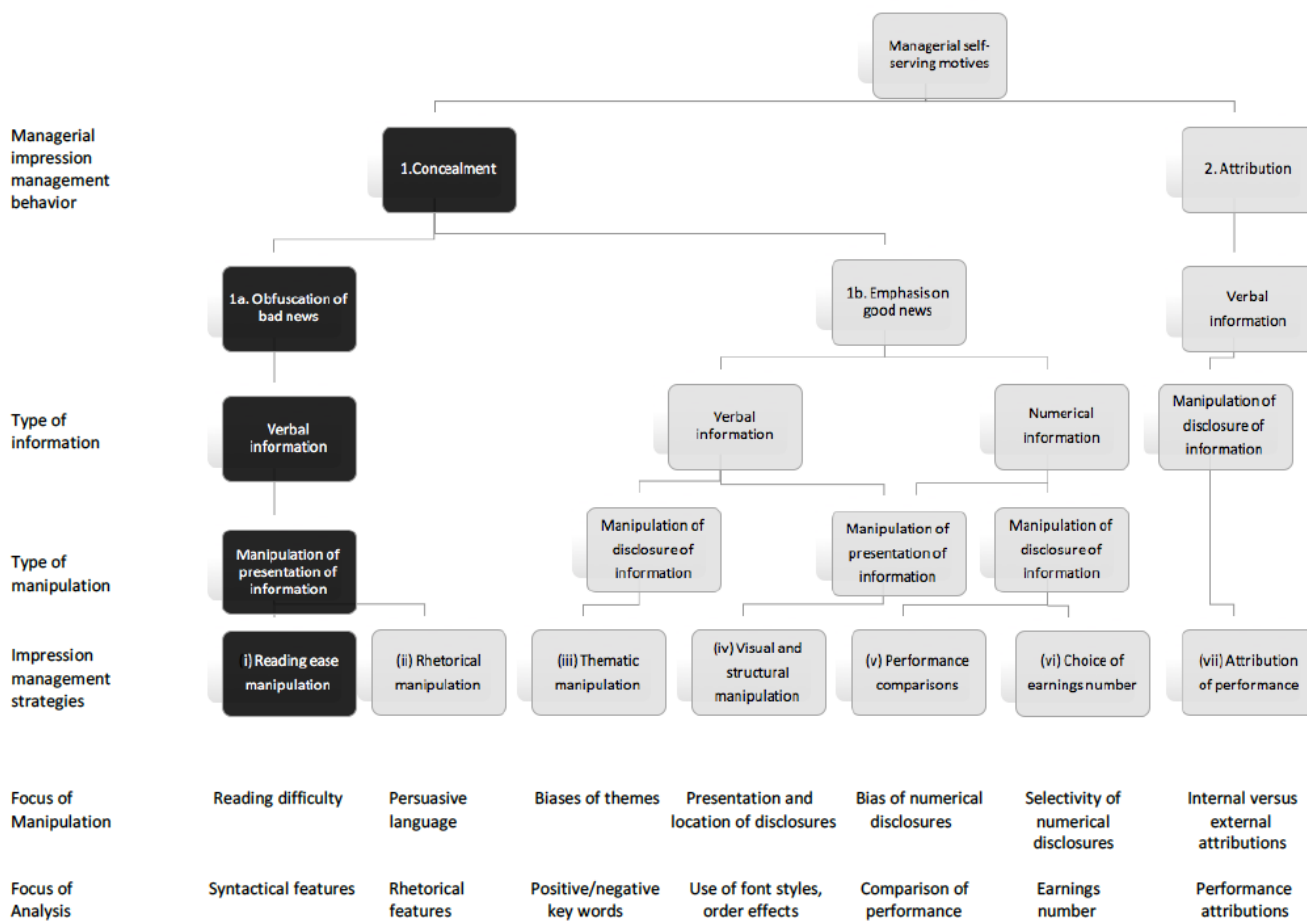 Managerial self-
serving motives
Managerial
impression
management
behavior
1.Concealment
2. Attribution
1a. Obfuscation of
bad news
1b. Emphasis on
good news
Verbal
information
Type of
information
Verbal
information
Verbal
information
Numerical
information
Manipulation of
disclosure of
information
Type of
manipulation
Manipulation of
presentation of
information
Manipulation of
disclosure of
information
Manipulation of
presentation of
information
Manipulation of
disclosure of
information
Impression
management
strategies
(i) Reading ease
manipulation
(ii) Rhetorical
manipulation
(iii) Thematic
manipulation
(iv) Visual and
structural
manipulation
(v) Performance
comparisons
(vi) Choice of
earnings number
(vii) Attribution
of performance
Focus of
Manipulation
Reading difficulty
Persuasive
language
Biases of themes
Presentation and
location of disclosures
Bias of numerical
disclosures
Selectivity of
numerical
disclosures
Internal versus
external
attributions
Focus of
Analysis
Syntactical features
Rhetorical
features
Positive/negative
key words
Use of font styles,
order effects
Comparison of
performance
Earnings
number
Performance
attributions